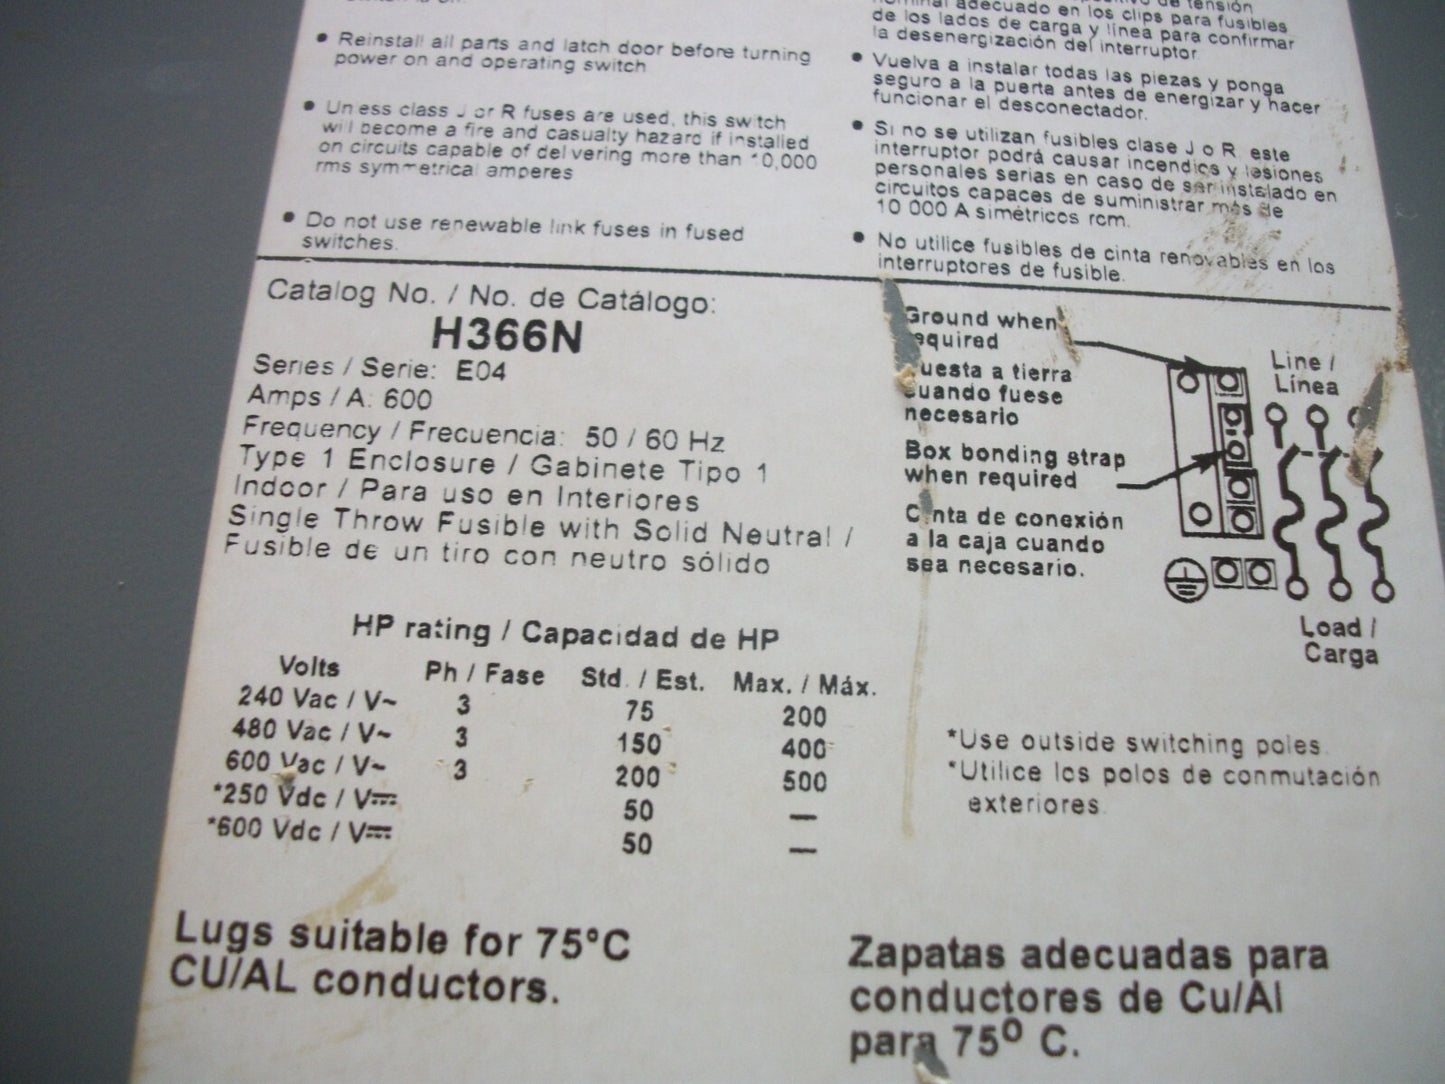 Reinstall all parts and latch door before turning
power on and operating switch
Unless class J or R fuses are used, this switch
will become a fire and casualty hazard if installed
on circuits capable of delivering more than 10,000
rms symmetrical amperes
Do not use renewable link fuses in fused
switches.
de tensión
nominal adecuado en los clips para fusibles
de los lados de carga y línea para confirmar
la desenergización del interruptor
Vuelva a instalar todas las piezas y ponga
seguro a la puerta antes de energizar y hacer
funcionar el desconectador.
Si no se utilizan fusibles clase J o R este
interruptor podrá causar incendios y lesiones
personales serias en caso de ser instalado en
circuitos capaces de suministrar más de
10 000 A simétricos rcm.
No utilice fusibles de cinta renovables en los
interruptores de fusible.
Catalog No. / No. de Catálogo:
H366N
Series / Serie: E04
Amps / A: 600
Frequency / Frecuencia: 50 / 60 Hz
Type 1 Enclosure / Gabinete Tipo 1
Indoor / Para uso en Interiores
Single Throw Fusible with Solid Neutral /
Fusible de un tiro con neutro sólido
Ground when
required
Puesta a tierra
cuando fuese
necesario
Box bonding strap
when required
Cinta de conexión
a la caja cuando
sea necesario.
Line /
Línea
Load /
Carga
HP rating / Capacidad de HP
Volts Ph / Fase Std. / Est. Max. / Máx.
240 Vac / V~ 3 75 200
480 Vac / V~ 3 150 400
600 Vac / V~ 3 200 500
*250 Vdc / V⎓ 50 —
*600 Vdc / V⎓ 50 —
*Use outside switching poles.
*Utilice los polos de conmutación
exteriores.
Lugs suitable for 75°C
CU/AL conductors.
Zapatas adecuadas para
conductores de Cu/Al
para 75º C.